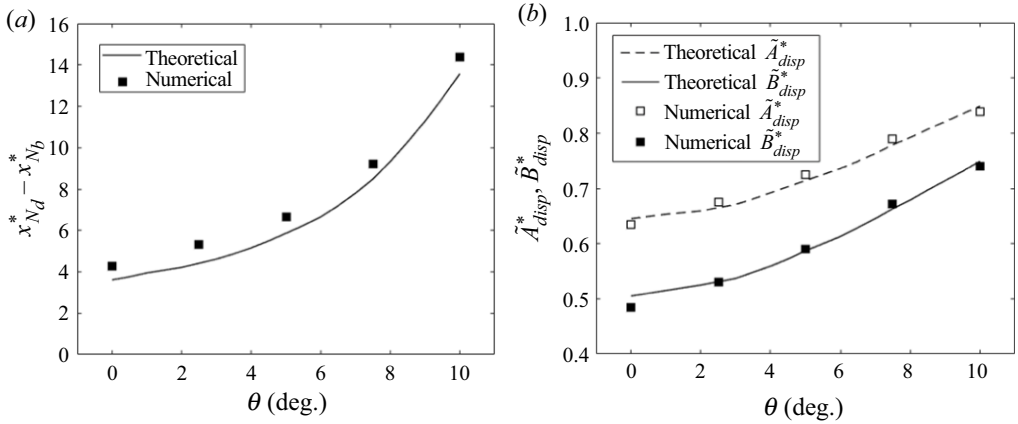 (a)
16
14
12
10
8
6
4
2
0
x*_{N_d} – x*_{N_b}
Theoretical
Numerical
0 2 4 6 8 10
θ (deg.)
(b)
1.0
0.9
0.8
0.7
0.6
0.5
0.4
Ã*_{disp}, B̃*_{disp}
Theoretical Ã*_{disp}
Theoretical B̃*_{disp}
Numerical Ã*_{disp}
Numerical B̃*_{disp}
0 2 4 6 8 10
θ (deg.)